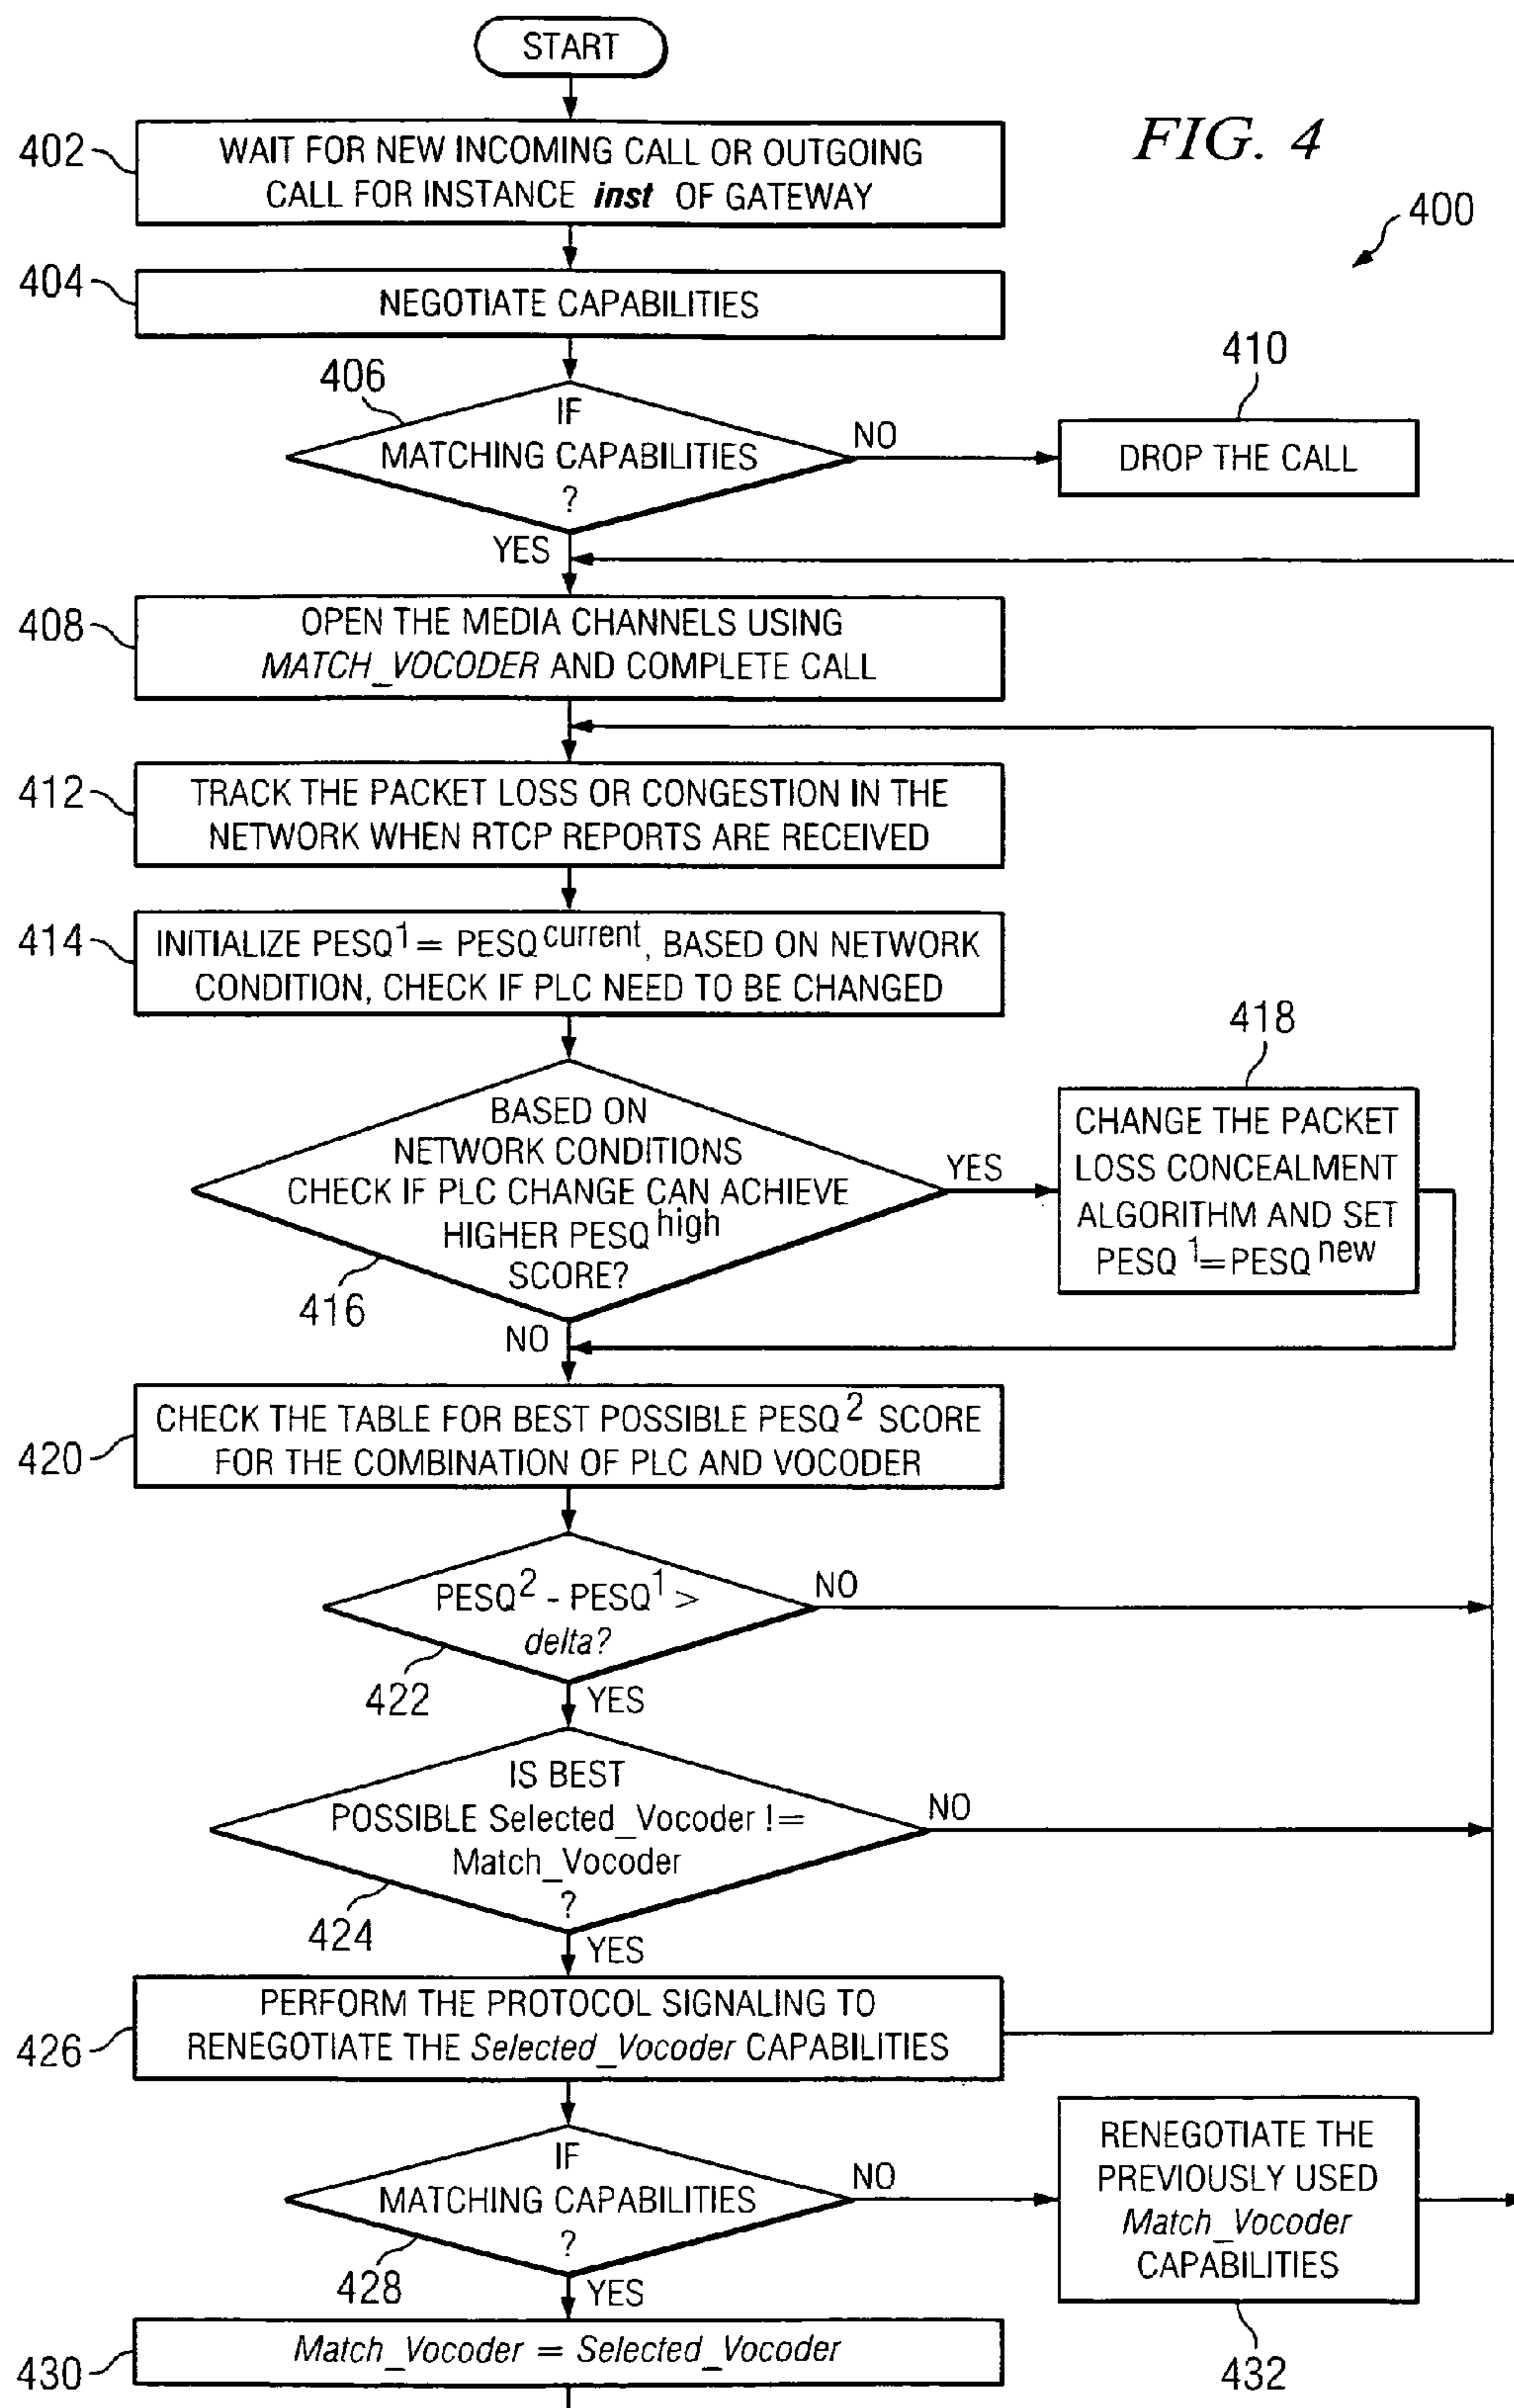 START
FIG. 4
402
WAIT FOR NEW INCOMING CALL OR OUTGOING
CALL FOR INSTANCE inst OF GATEWAY
400
404
NEGOTIATE CAPABILITIES
406
IF
MATCHING CAPABILITIES
?
NO
410
DROP THE CALL
YES
408
OPEN THE MEDIA CHANNELS USING
MATCH_VOCODER AND COMPLETE CALL
412
TRACK THE PACKET LOSS OR CONGESTION IN THE
NETWORK WHEN RTCP REPORTS ARE RECEIVED
414
INITIALIZE PESQ¹ = PESQ^current, BASED ON NETWORK
CONDITION, CHECK IF PLC NEED TO BE CHANGED
BASED ON
NETWORK CONDITIONS
CHECK IF PLC CHANGE CAN ACHIEVE
HIGHER PESQ^high
SCORE?
416
YES
418
CHANGE THE PACKET
LOSS CONCEALMENT
ALGORITHM AND SET
PESQ ¹=PESQ^new
NO
420
CHECK THE TABLE FOR BEST POSSIBLE PESQ² SCORE
FOR THE COMBINATION OF PLC AND VOCODER
PESQ² - PESQ¹ >
delta?
NO
422
YES
IS BEST
POSSIBLE Selected_Vocoder !=
Match_Vocoder
?
NO
424
YES
426
PERFORM THE PROTOCOL SIGNALING TO
RENEGOTIATE THE Selected_Vocoder CAPABILITIES
IF
MATCHING CAPABILITIES
?
NO
428
YES
RENEGOTIATE THE
PREVIOUSLY USED
Match_Vocoder
CAPABILITIES
432
430
Match_Vocoder = Selected_Vocoder